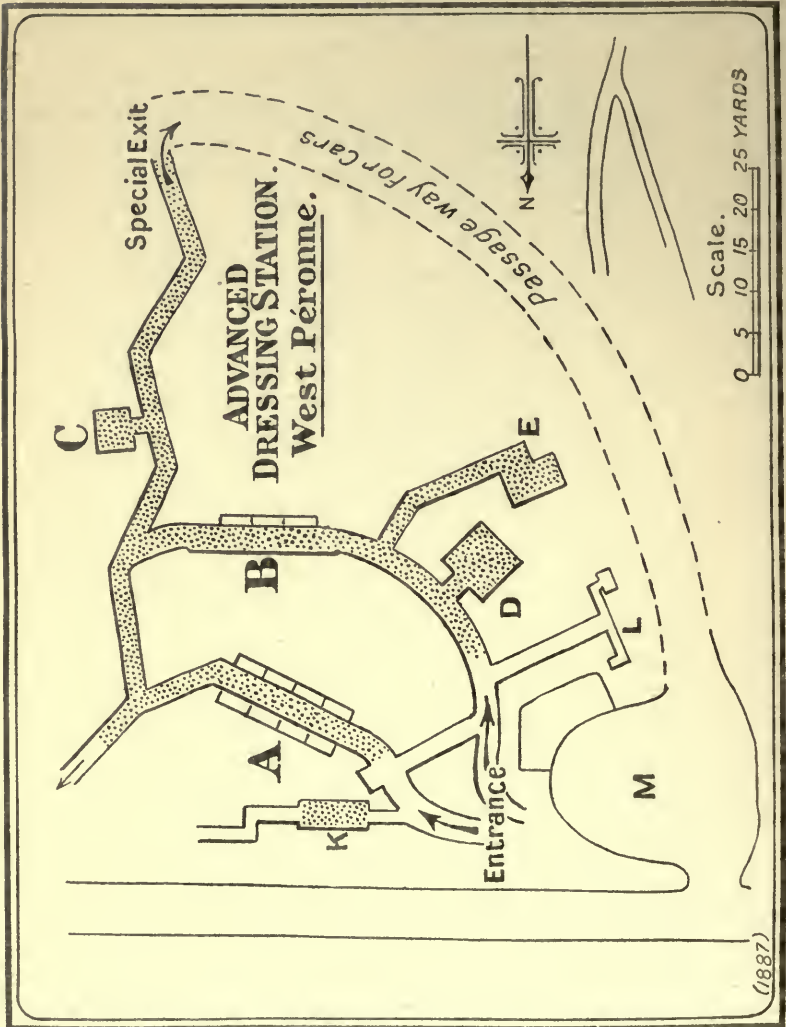 Special Exit
Passage way for Cars
ADVANCED
DRESSING STATION.
West Péronne.
N
C
B
A
K
D
E
L
M
Entrance
Scale.
0 5 10 15 20 25 YARDS
(1887)